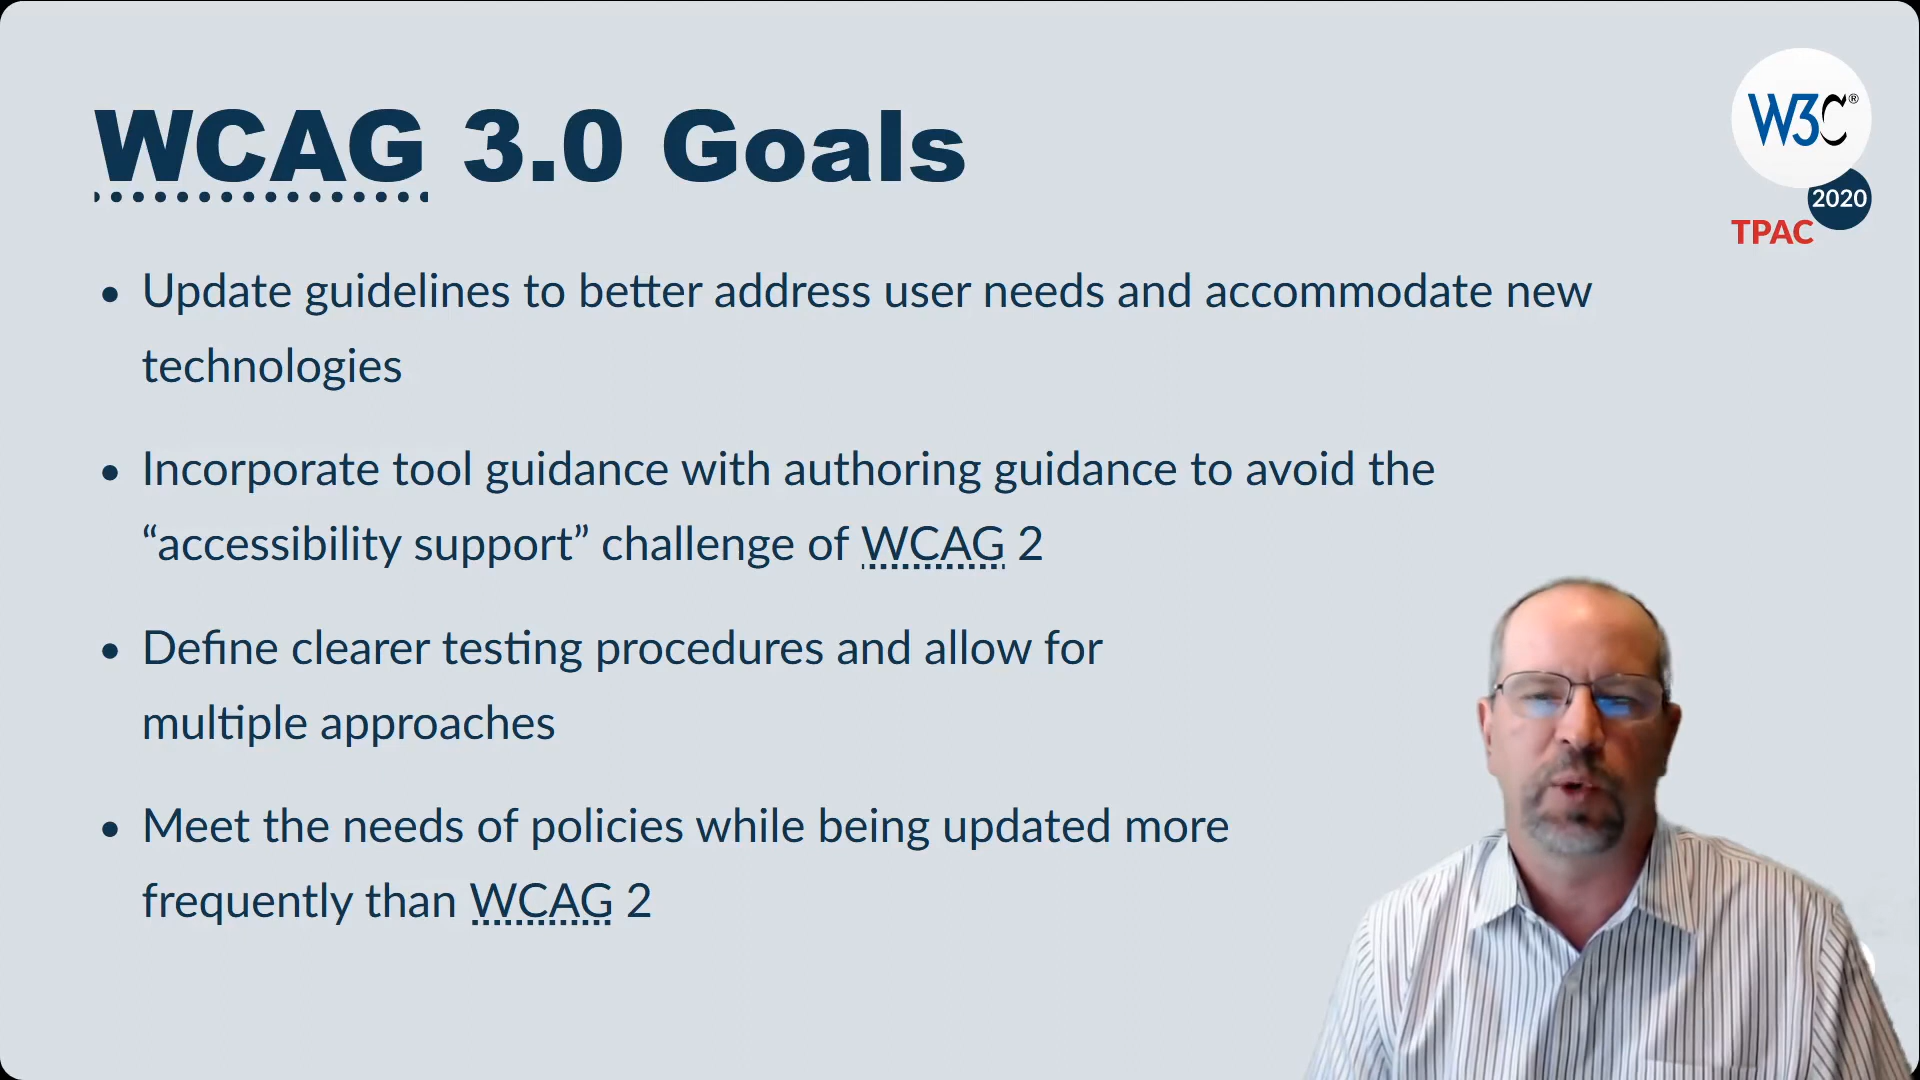 WCAG 3.0 Goals
W3C®
2020
TPAC
• Update guidelines to better address user needs and accommodate new
technologies
• Incorporate tool guidance with authoring guidance to avoid the
“accessibility support” challenge of WCAG 2
• Define clearer testing procedures and allow for
multiple approaches
• Meet the needs of policies while being updated more
frequently than WCAG 2